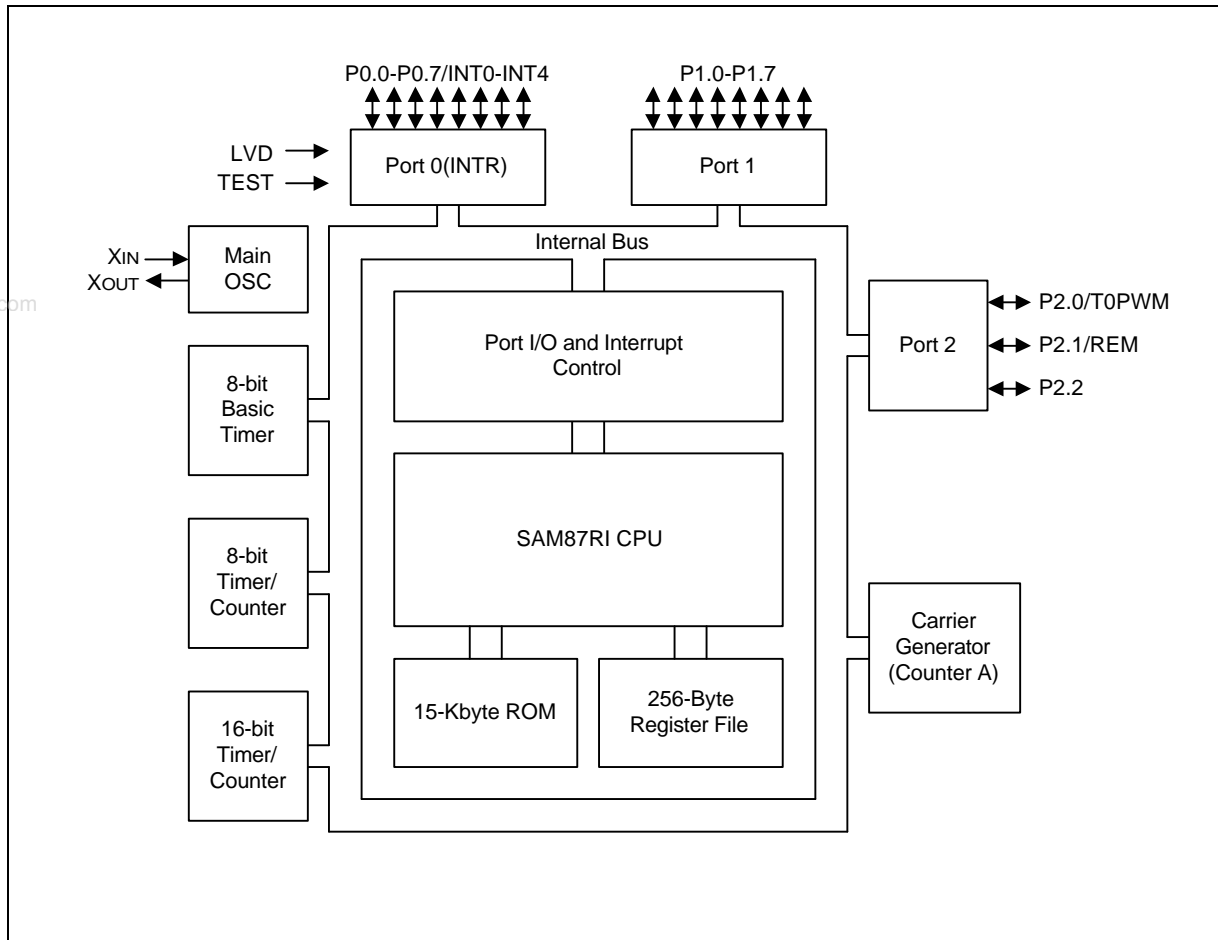 P0.0-P0.7/INT0-INT4
P1.0-P1.7
LVD
TEST
Port 0(INTR)
Port 1
XIN
XOUT
Main
OSC
Internal Bus
com
Port I/O and Interrupt
Control
Port 2
P2.0/T0PWM
P2.1/REM
P2.2
8-bit
Basic
Timer
SAM87RI CPU
8-bit
Timer/
Counter
Carrier
Generator
(Counter A)
15-Kbyte ROM
256-Byte
Register File
16-bit
Timer/
Counter